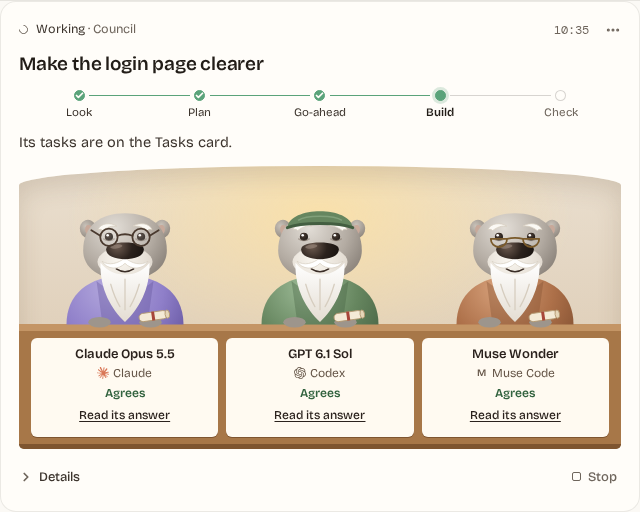 Working · Council
10:35
Make the login page clearer
Look
Plan
Go-ahead
Build
Check
Its tasks are on the Tasks card.
Claude Opus 5.5
Claude
Agrees
Read its answer
GPT 6.1 Sol
Codex
Agrees
Read its answer
Muse Wonder
M Muse Code
Agrees
Read its answer
Details
Stop